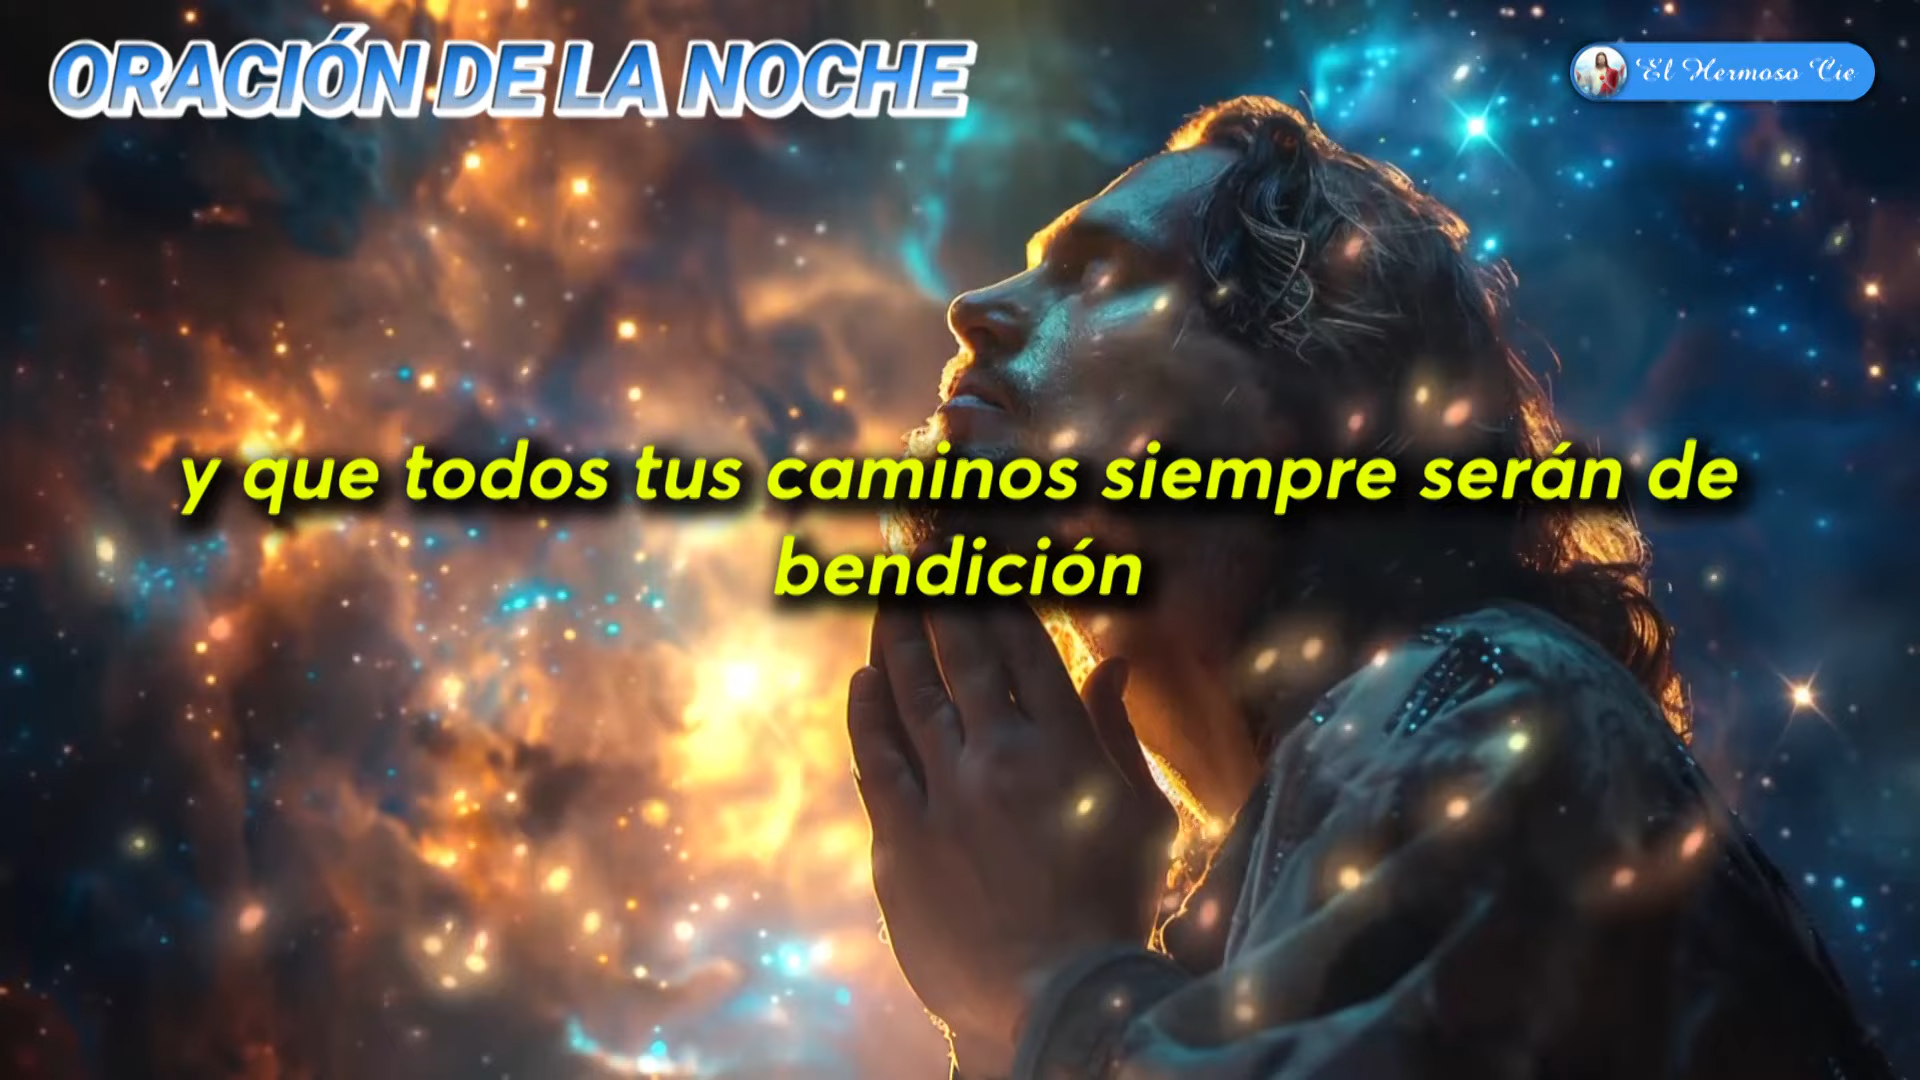 ORACIÓN DE LA NOCHE
El Hermoso Cie
y que todos tus caminos siempre serán de
bendición